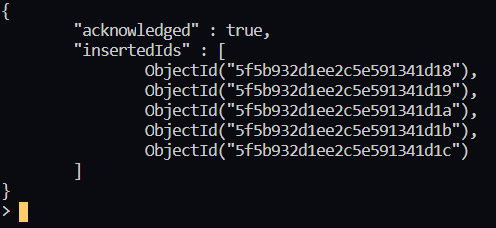 {
"acknowledged" : true,
"insertedIds" : [
ObjectId("5f5b932d1ee2c5e591341d18"),
ObjectId("5f5b932d1ee2c5e591341d19"),
ObjectId("5f5b932d1ee2c5e591341d1a"),
ObjectId("5f5b932d1ee2c5e591341d1b"),
ObjectId("5f5b932d1ee2c5e591341d1c")
]
}
>